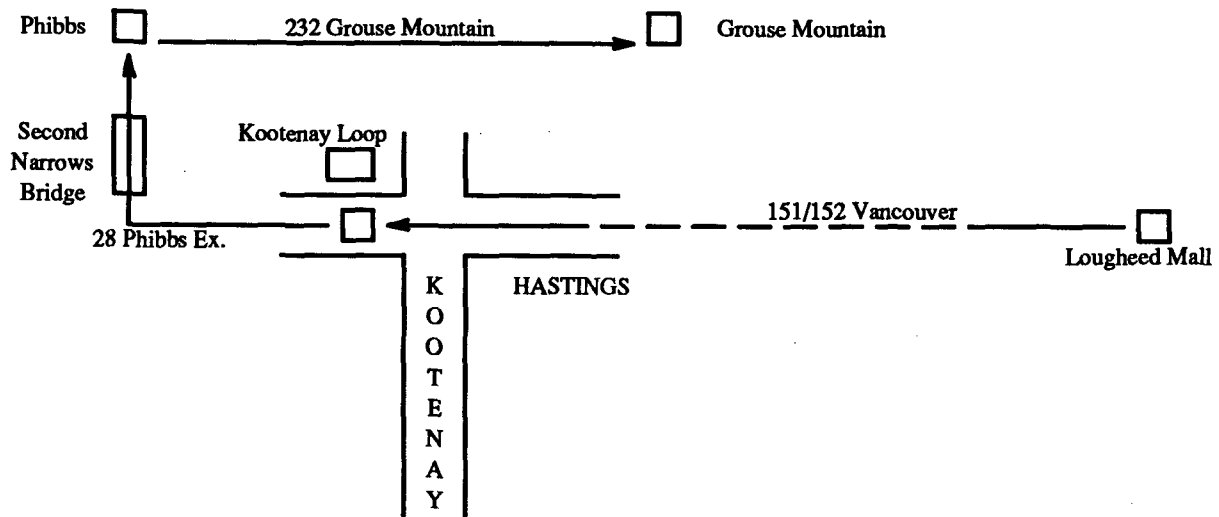 Phibbs
232 Grouse Mountain
Grouse Mountain
Second
Narrows
Bridge
Kootenay Loop
151/152 Vancouver
28 Phibbs Ex.
Lougheed Mall
HASTINGS
K
O
O
T
E
N
A
Y